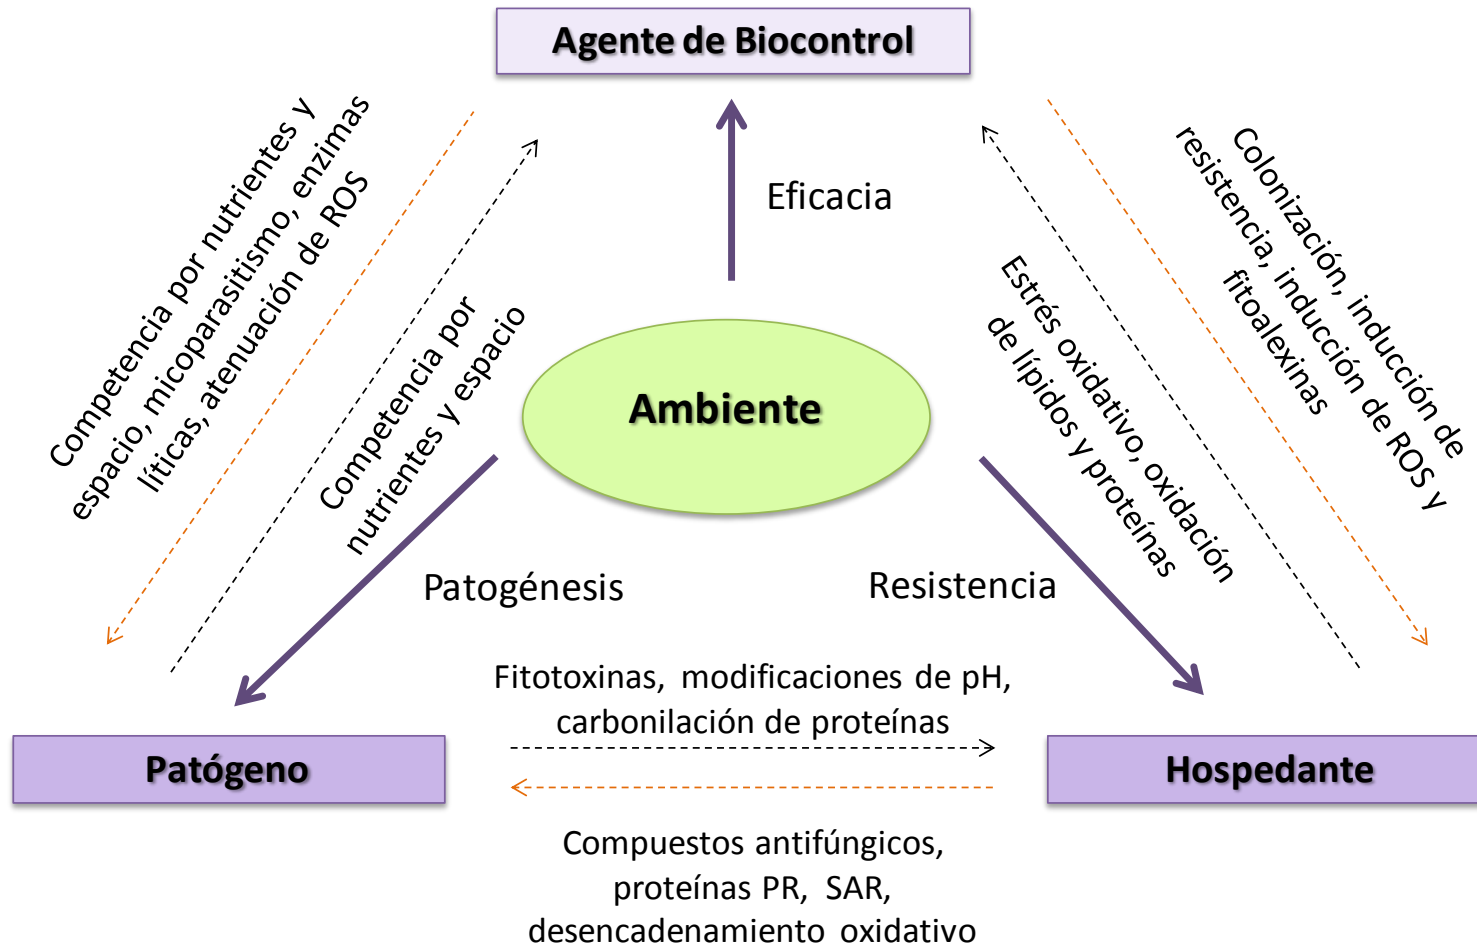 Agente de Biocontrol
Competencia por nutrientes y
espacio, micoparasitismo, enzimas
líticas, atenuación de ROS
Competencia por
nutrientes y espacio
Eficacia
Estrés oxidativo, oxidación
de lípidos y proteínas
Colonización, inducción de
resistencia, inducción de ROS y
fitoalexinas
Ambiente
Patogénesis
Resistencia
Fitotoxinas, modificaciones de pH,
carbonilación de proteínas
Patógeno
Hospedante
Compuestos antifúngicos,
proteínas PR, SAR,
desencadenamiento oxidativo